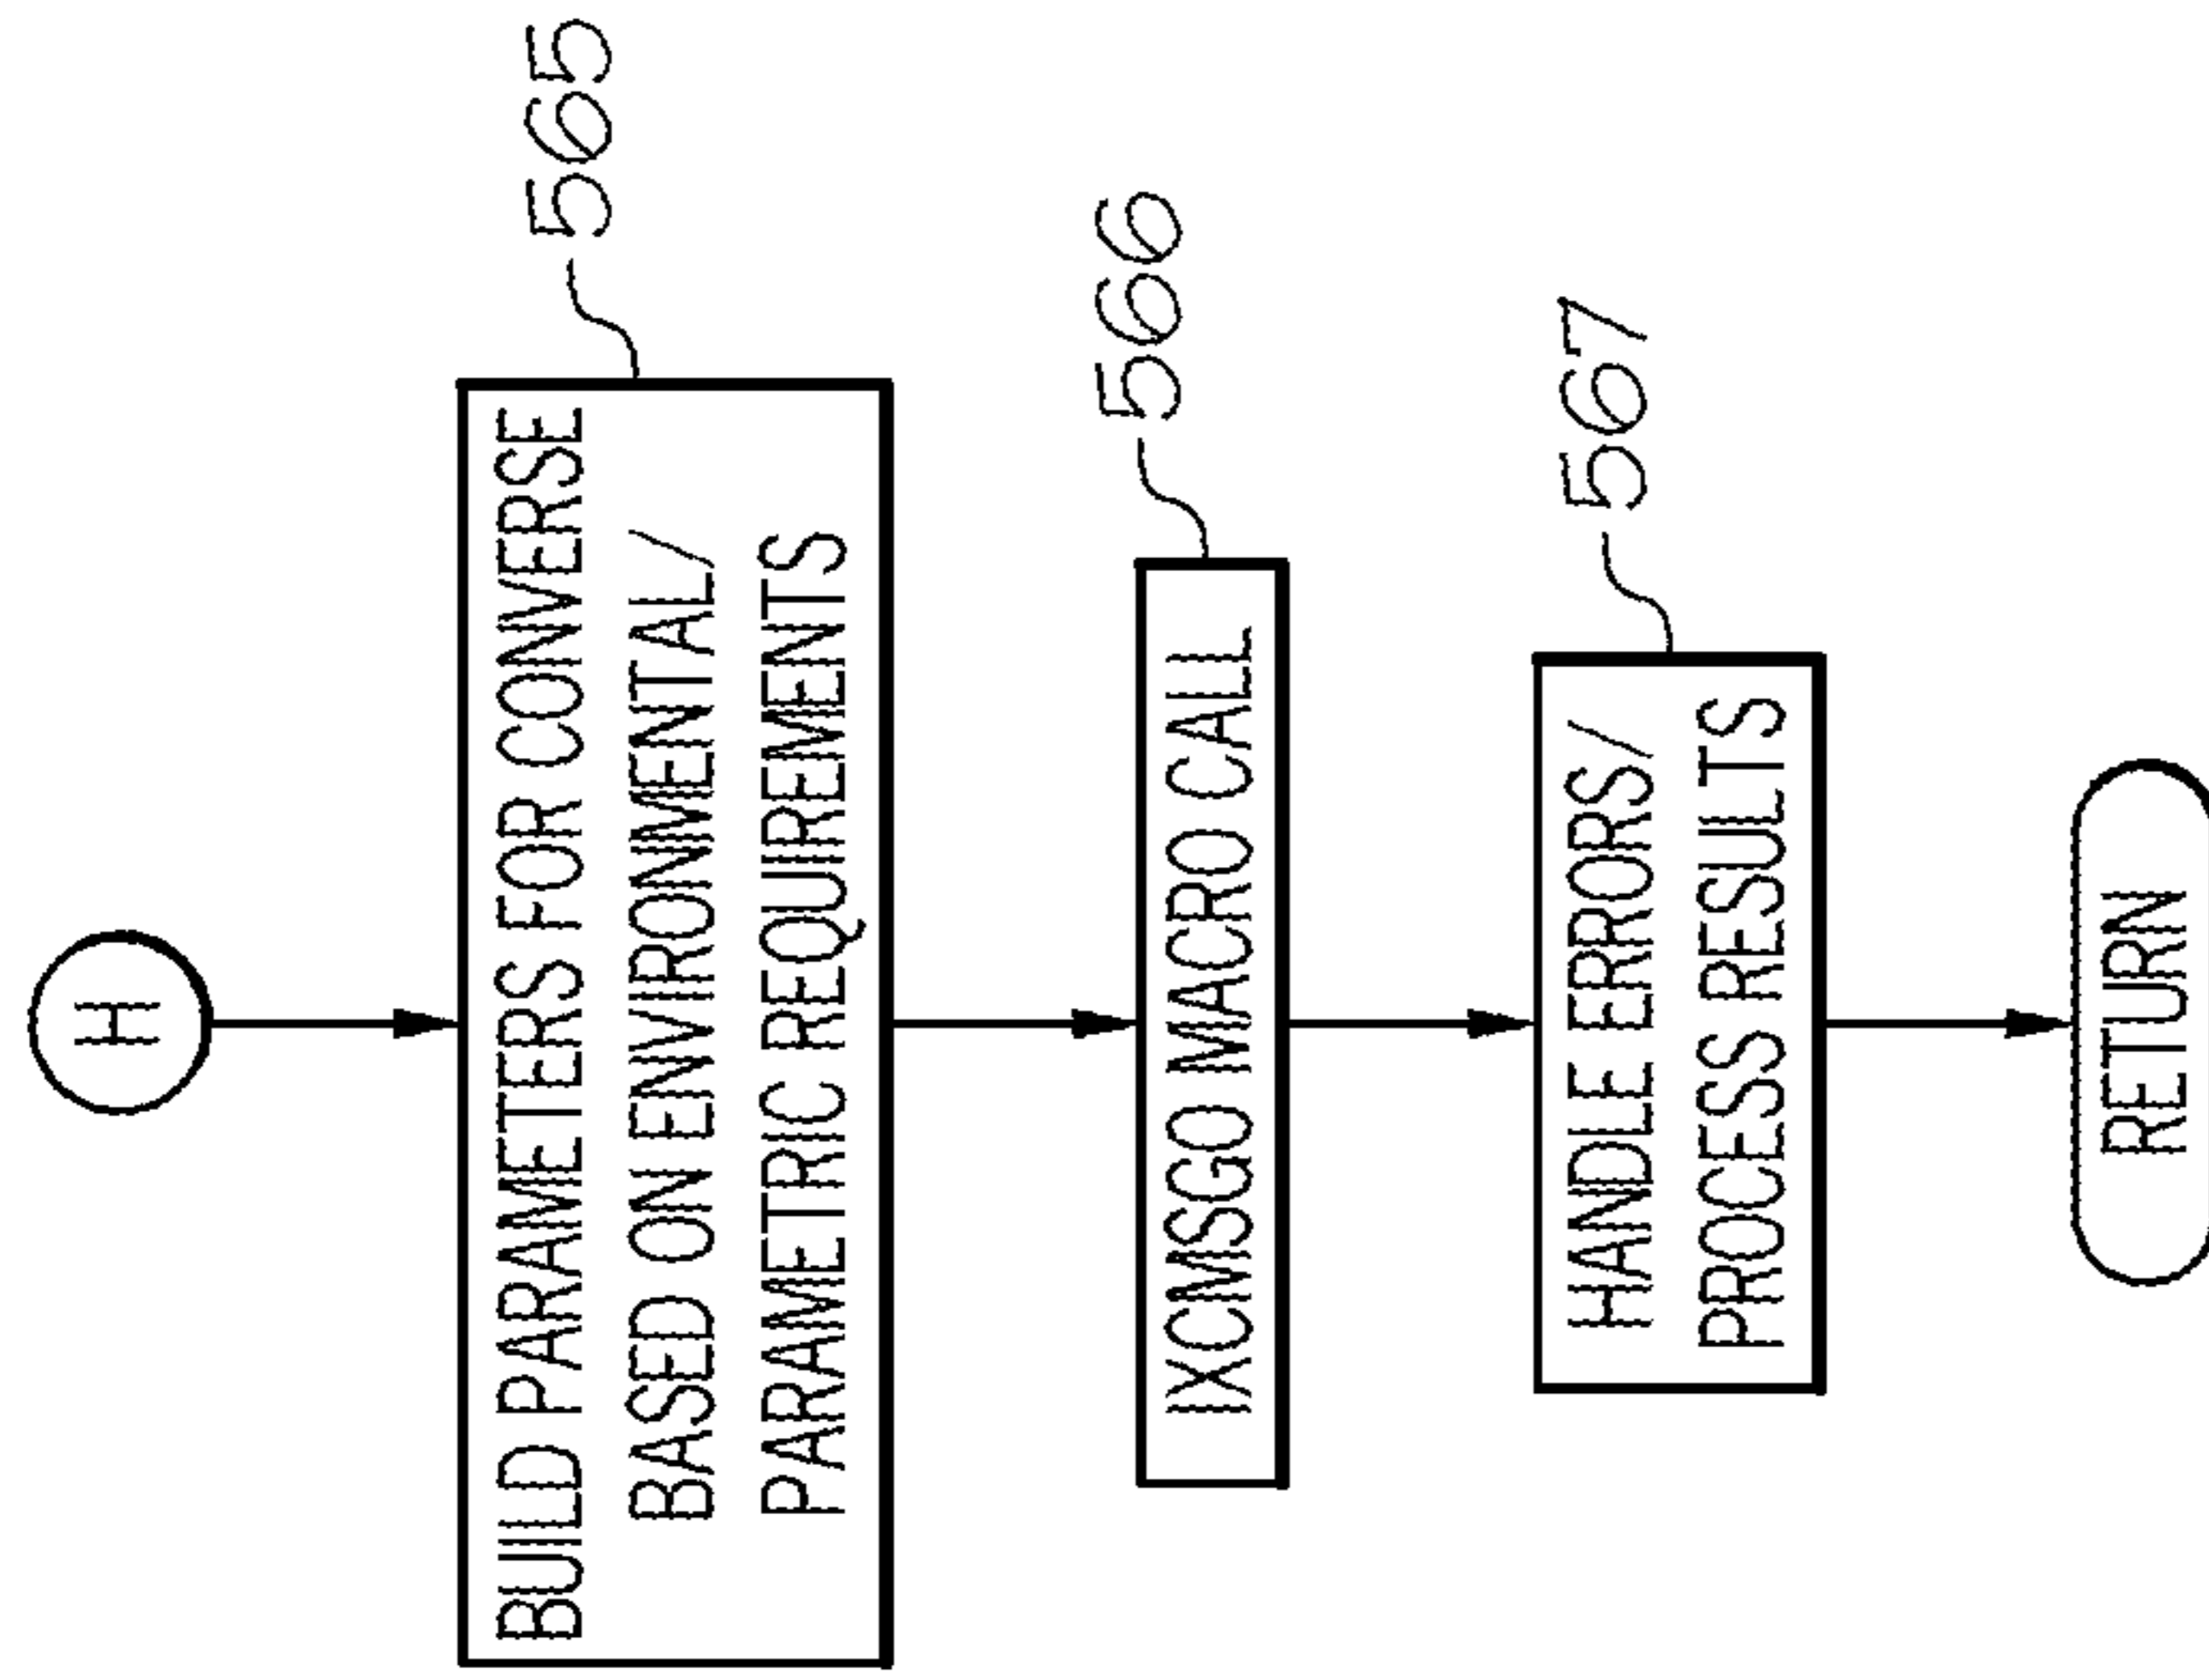 H
BUILD PARAMETERS FOR CONVERSE
BASED ON ENVIRONMENTAL/
PARAMETRIC REQUIREMENTS
565
IXCMSGO MACRO CALL
566
HANDLE ERRORS/
PROCESS RESULTS
567
RETURN